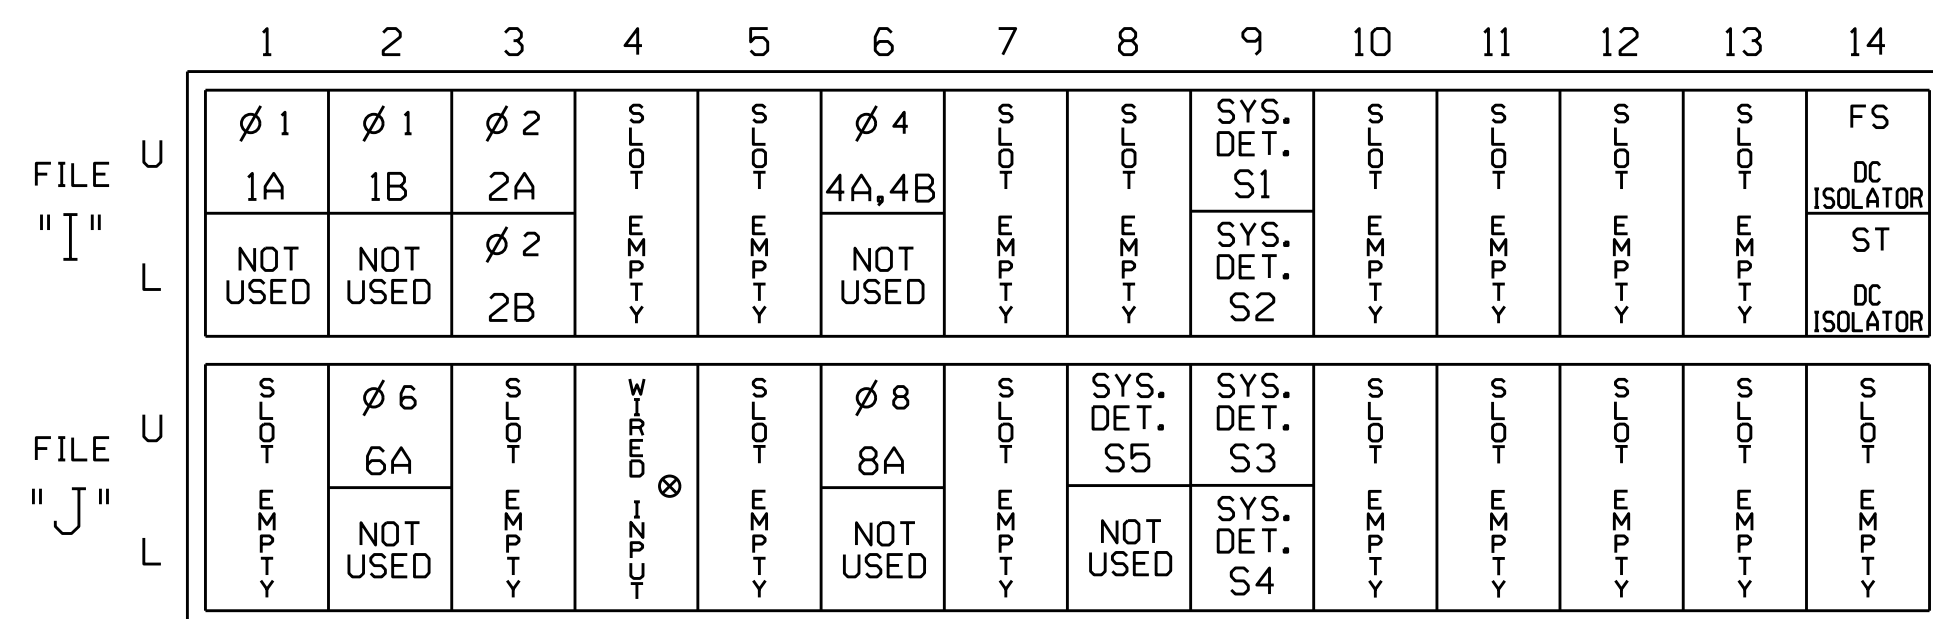 1 2 3 4 5 6 7 8 9 10 11 12 13 14
FILE
"I"
U
L
Ø 1
1A
NOT
USED
Ø 1
1B
NOT
USED
Ø 2
2A
Ø 2
2B
SLOT EMPTY
SLOT EMPTY
Ø 4
4A,4B
NOT
USED
SLOT EMPTY
SLOT EMPTY
SYS.
DET.
S1
SYS.
DET.
S2
SLOT EMPTY
SLOT EMPTY
SLOT EMPTY
SLOT EMPTY
FS
DC
ISOLATOR
ST
DC
ISOLATOR
FILE
"J"
U
L
SLOT EMPTY
Ø 6
6A
NOT
USED
SLOT EMPTY
WIRED INPUT
⊗
SLOT EMPTY
Ø 8
8A
NOT
USED
SLOT EMPTY
SYS.
DET.
S5
NOT
USED
SYS.
DET.
S3
SYS.
DET.
S4
SLOT EMPTY
SLOT EMPTY
SLOT EMPTY
SLOT EMPTY
SLOT EMPTY